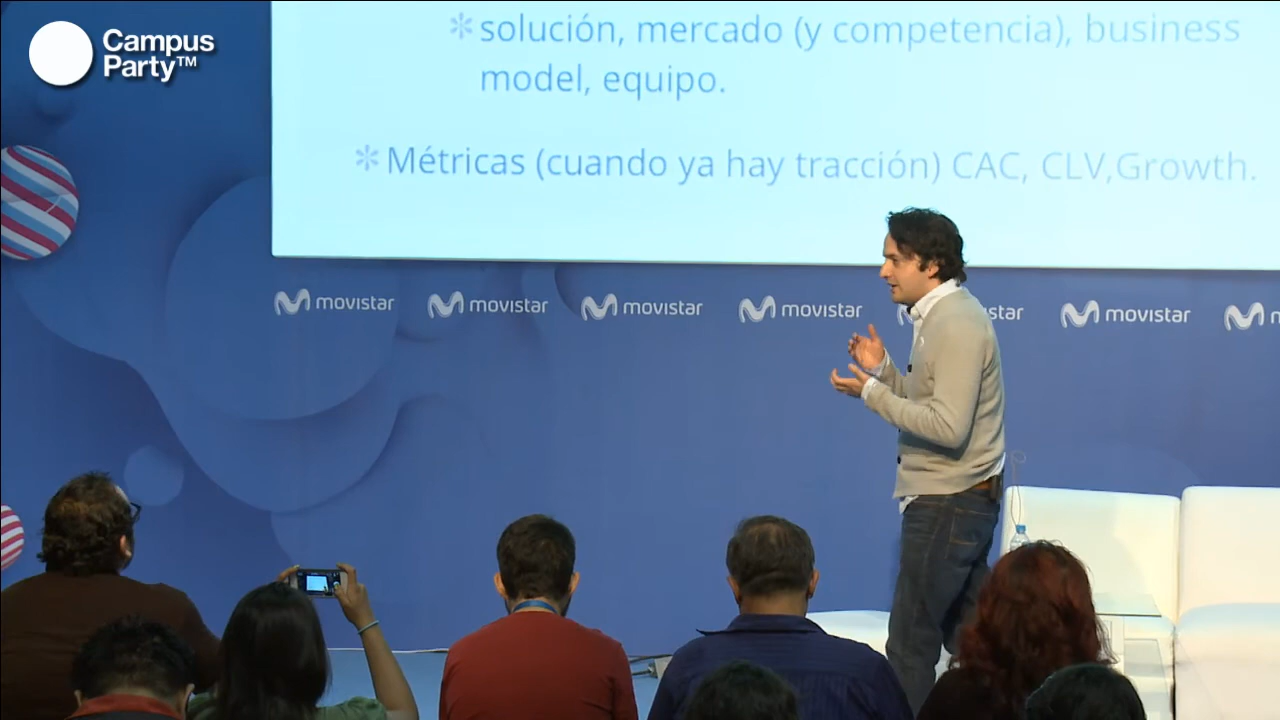 Campus
Party™
* solución, mercado (y competencia), business
model, equipo.
* Métricas (cuando ya hay tracción) CAC, CLV,Growth.
movistar movistar movistar movistar star movistar